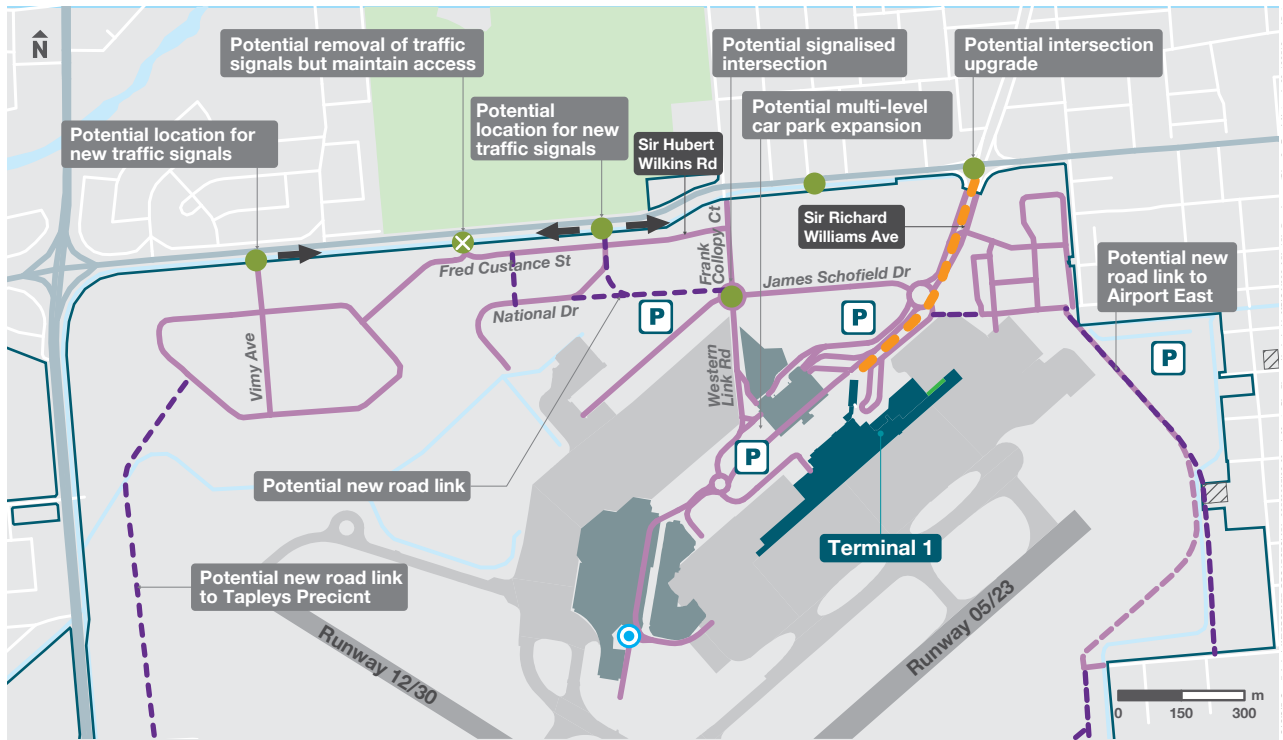 N
Potential removal of traffic
signals but maintain access
Potential signalised
intersection
Potential intersection
upgrade
Potential location for
new traffic signals
Potential
location for new
traffic signals
Sir Hubert
Wilkins Rd
Potential multi-level
car park expansion
Sir Richard
Williams Ave
Frank
Collopy Ct
Fred Custance St
James Schofield Dr
Potential new
road link to
Airport East
National Dr
P
P
P
Vimy Ave
Western
Link Rd
P
Potential new road link
Terminal 1
Potential new road link
to Tapleys Precicnt
Runway 12/30
Runway 05/23
m
0 150 300